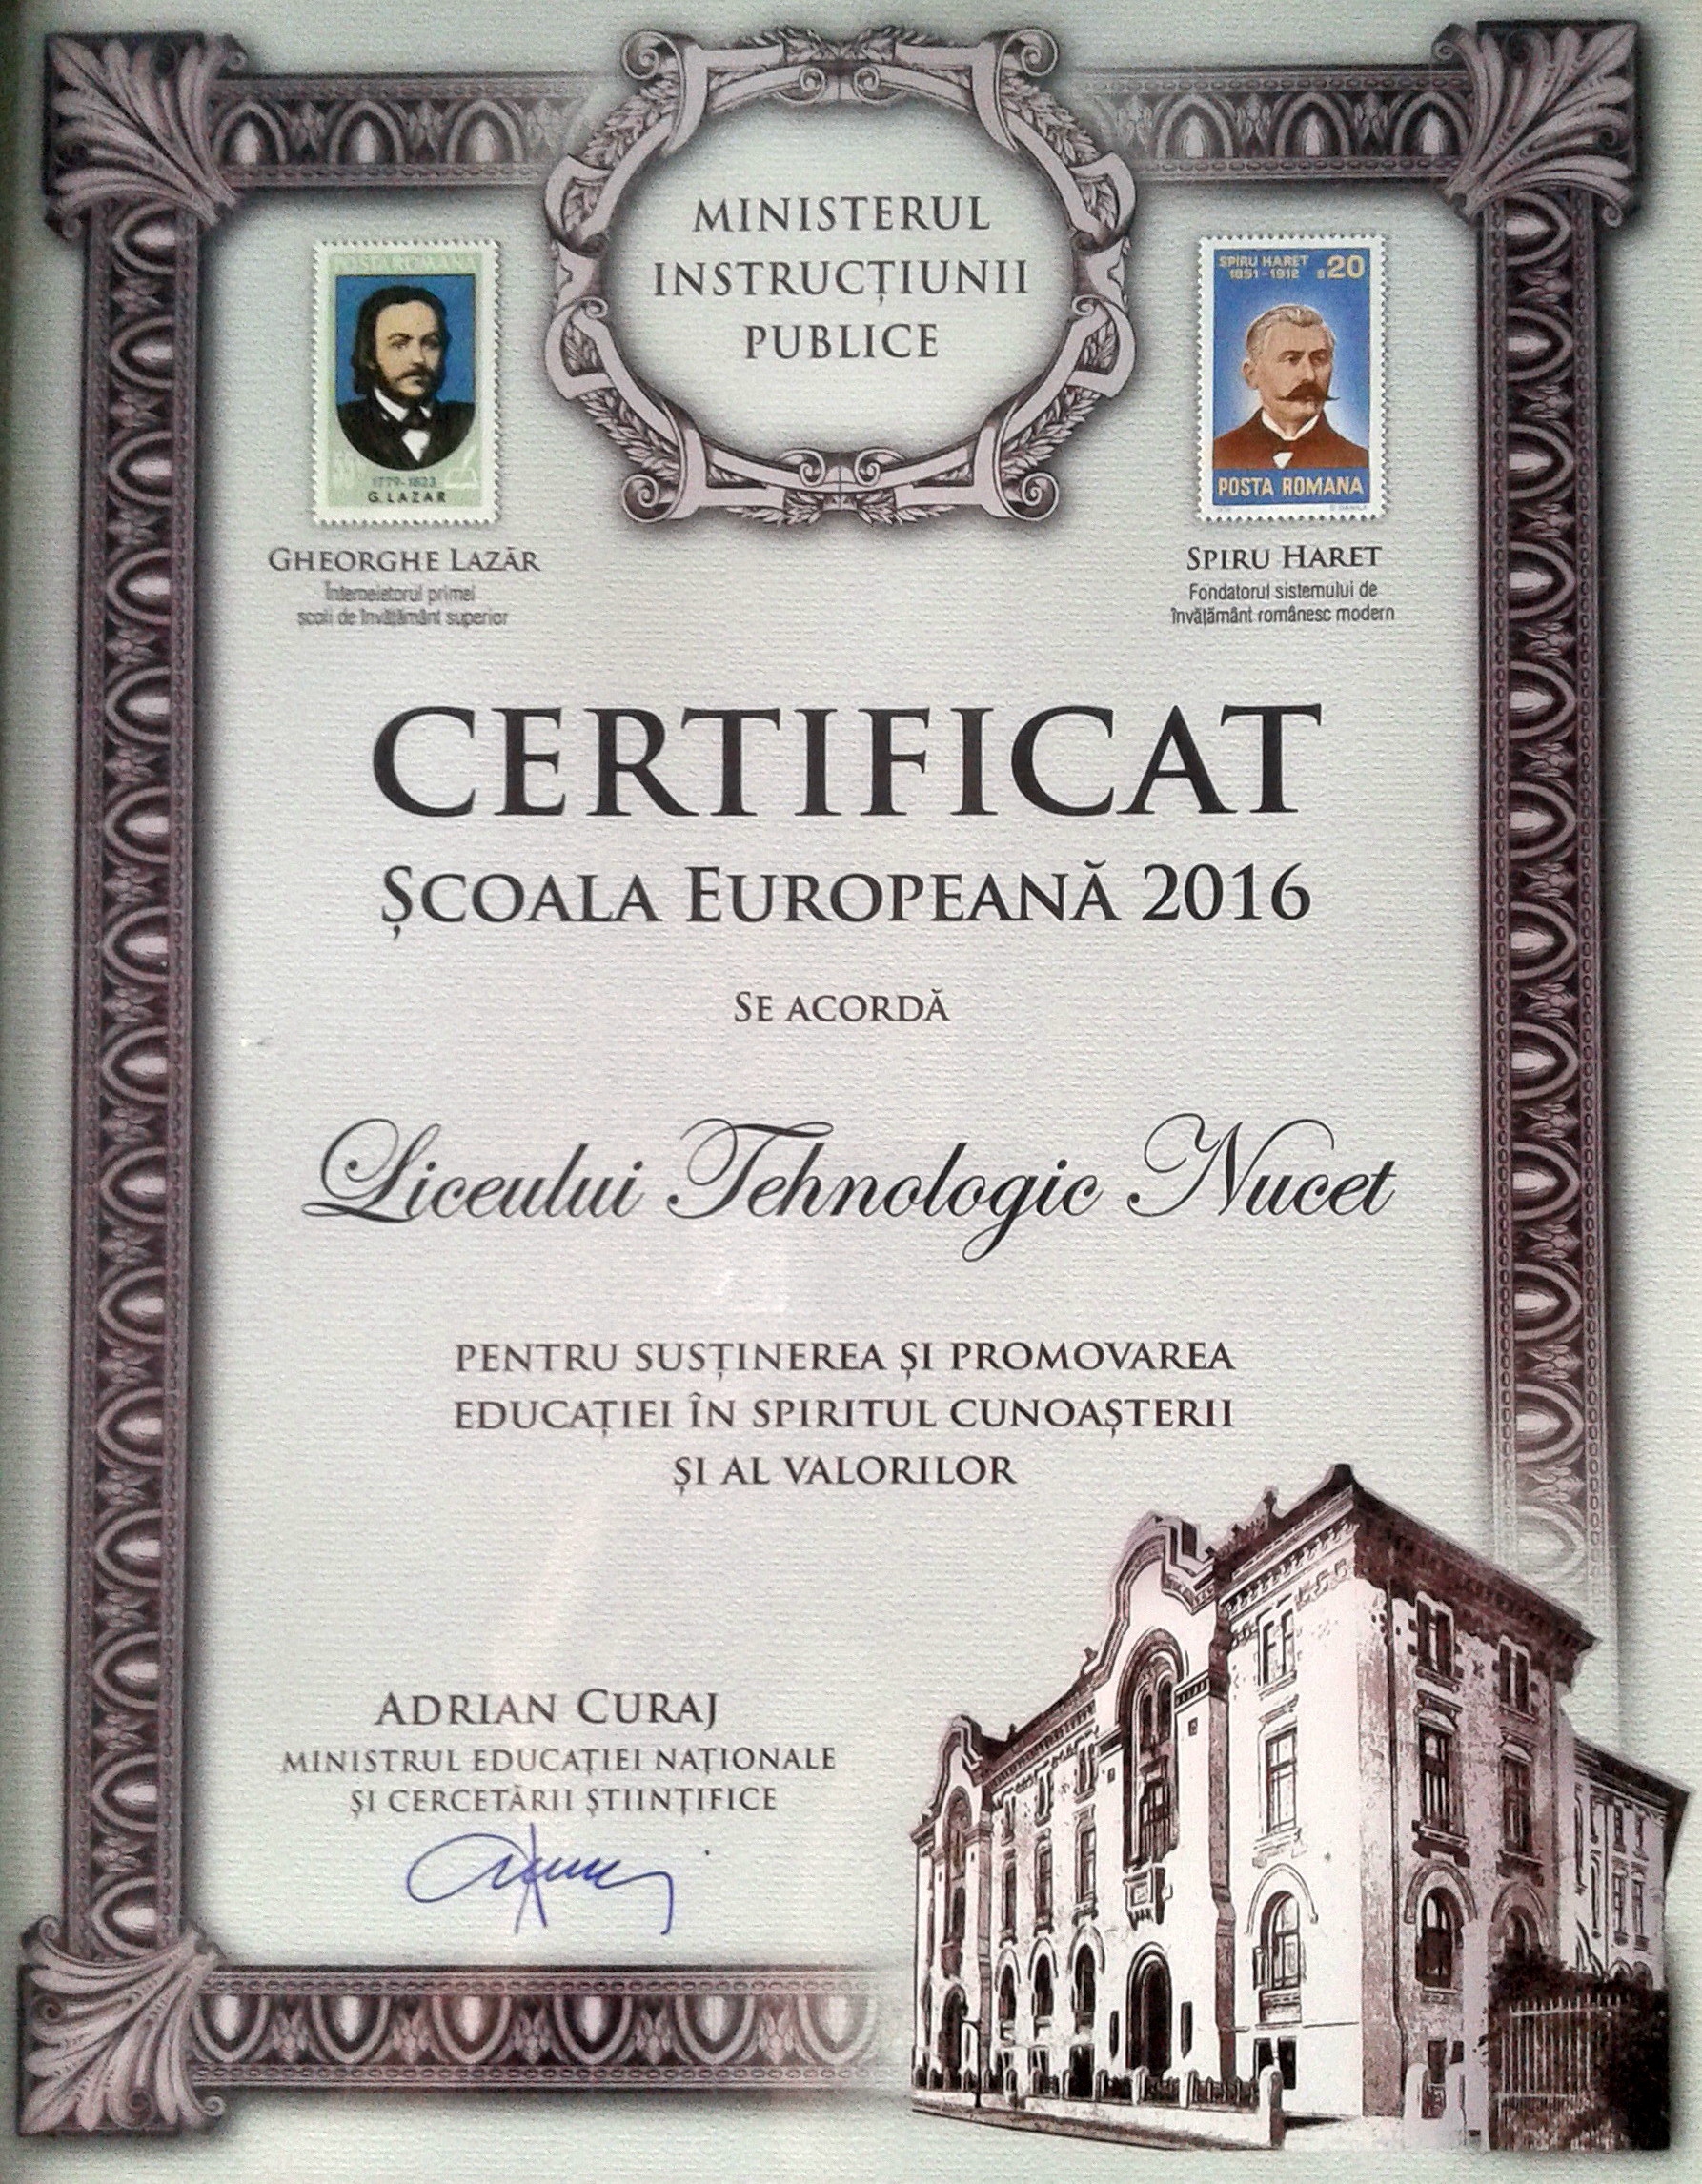 MINISTERUL
INSTRUCȚIUNII
PUBLICE
POSTA ROMANA
1779-1823
G. LAZAR
SPIRU HARET
1851-1912
20
POSTA ROMANA
GHEORGHE LAZĂR
Întemeietorul primei
școli de învățământ superior
SPIRU HARET
Fondatorul sistemului de
învățământ românesc modern
CERTIFICAT
ȘCOALA EUROPEANĂ 2016
SE ACORDĂ
Liceului Tehnologic Nucet
PENTRU SUSȚINEREA ȘI PROMOVAREA
EDUCAȚIEI ÎN SPIRITUL CUNOAȘTERII
ȘI AL VALORILOR
ADRIAN CURAJ
MINISTRUL EDUCAȚIEI NAȚIONALE
ȘI CERCETĂRII ȘTIINȚIFICE